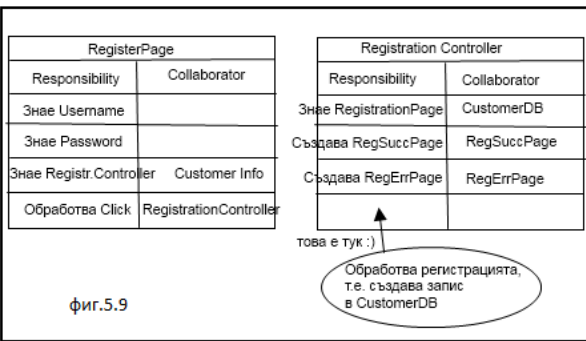 RegisterPage
Responsibility Collaborator
Знае Username
Знае Password
Знае Registr.Controller Customer Info
Обработва Click RegistrationController
Registration Controller
Responsibility Collaborator
Знае RegistrationPage CustomerDB
Създава RegSuccPage RegSuccPage
Създава RegErrPage RegErrPage
това е тук :)
Обработва регистрацията,
т.е. създава запис
в CustomerDB
фиг.5.9